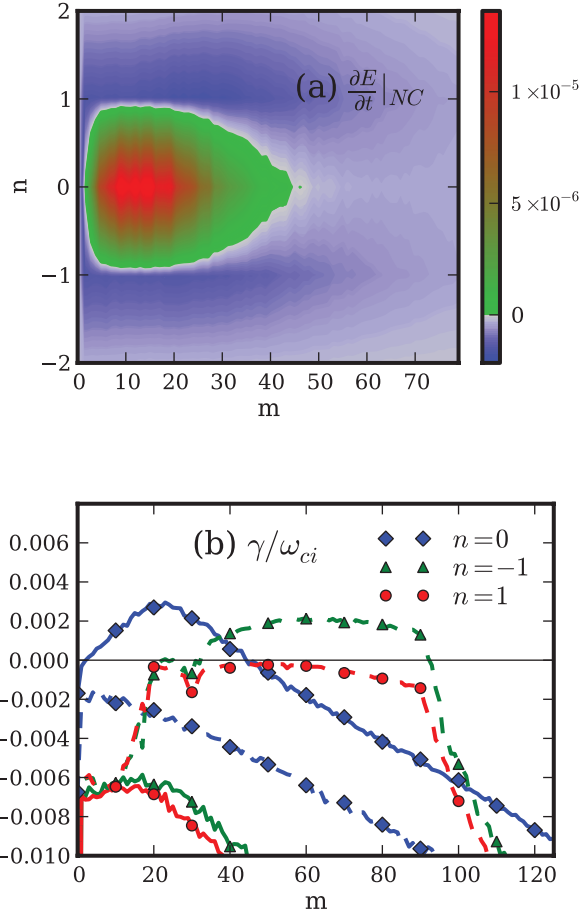 2
1
0
−1
−2
n
(a) ∂E/∂t|NC
0 10 20 30 40 50 60 70
m
1×10⁻⁵
5×10⁻⁶
0
0.006
0.004
0.002
0.000
−0.002
−0.004
−0.006
−0.008
−0.010
(b) γ/ωci
n=0
n=−1
n=1
0 20 40 60 80 100 120
m